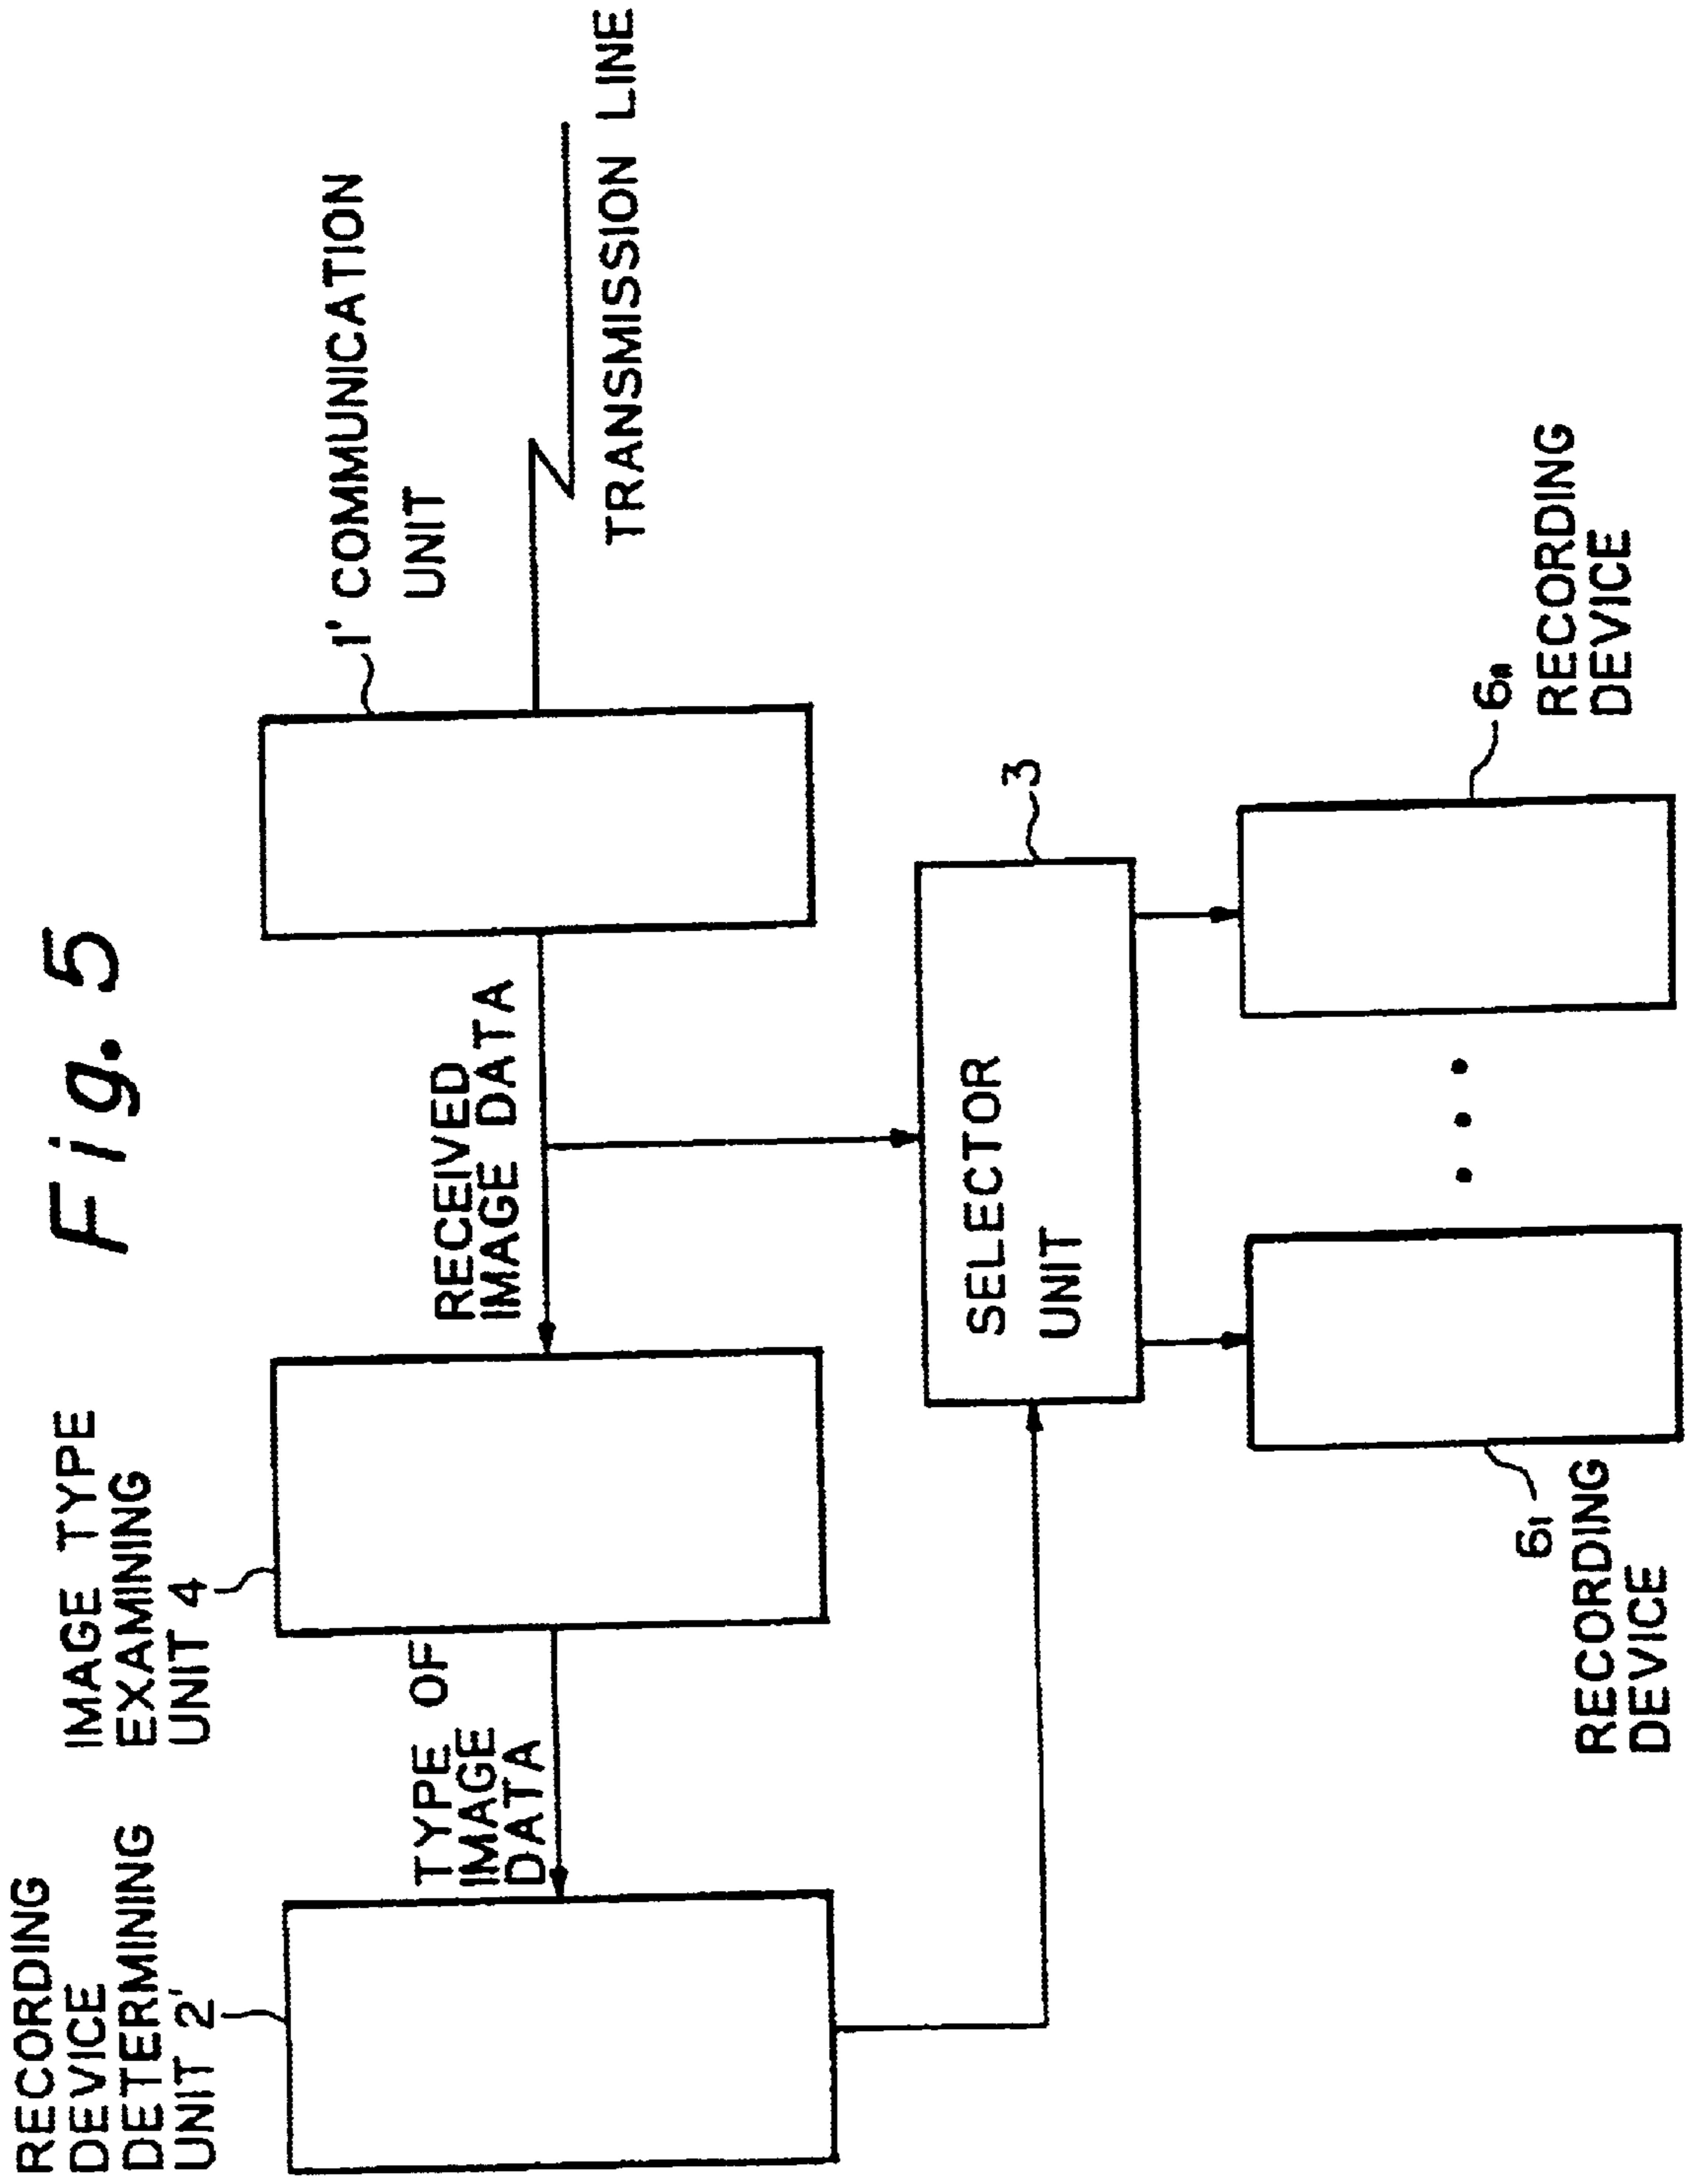 Fig. 5
RECORDING
DEVICE
DETERMINING
UNIT 2'
IMAGE TYPE
EXAMINING
UNIT 4
1' COMMUNICATION
UNIT
TYPE OF
IMAGE
DATA
RECEIVED
IMAGE DATA
TRANSMISSION LINE
SELECTOR
UNIT
3
6₁
RECORDING
DEVICE
6ₙ
RECORDING
DEVICE